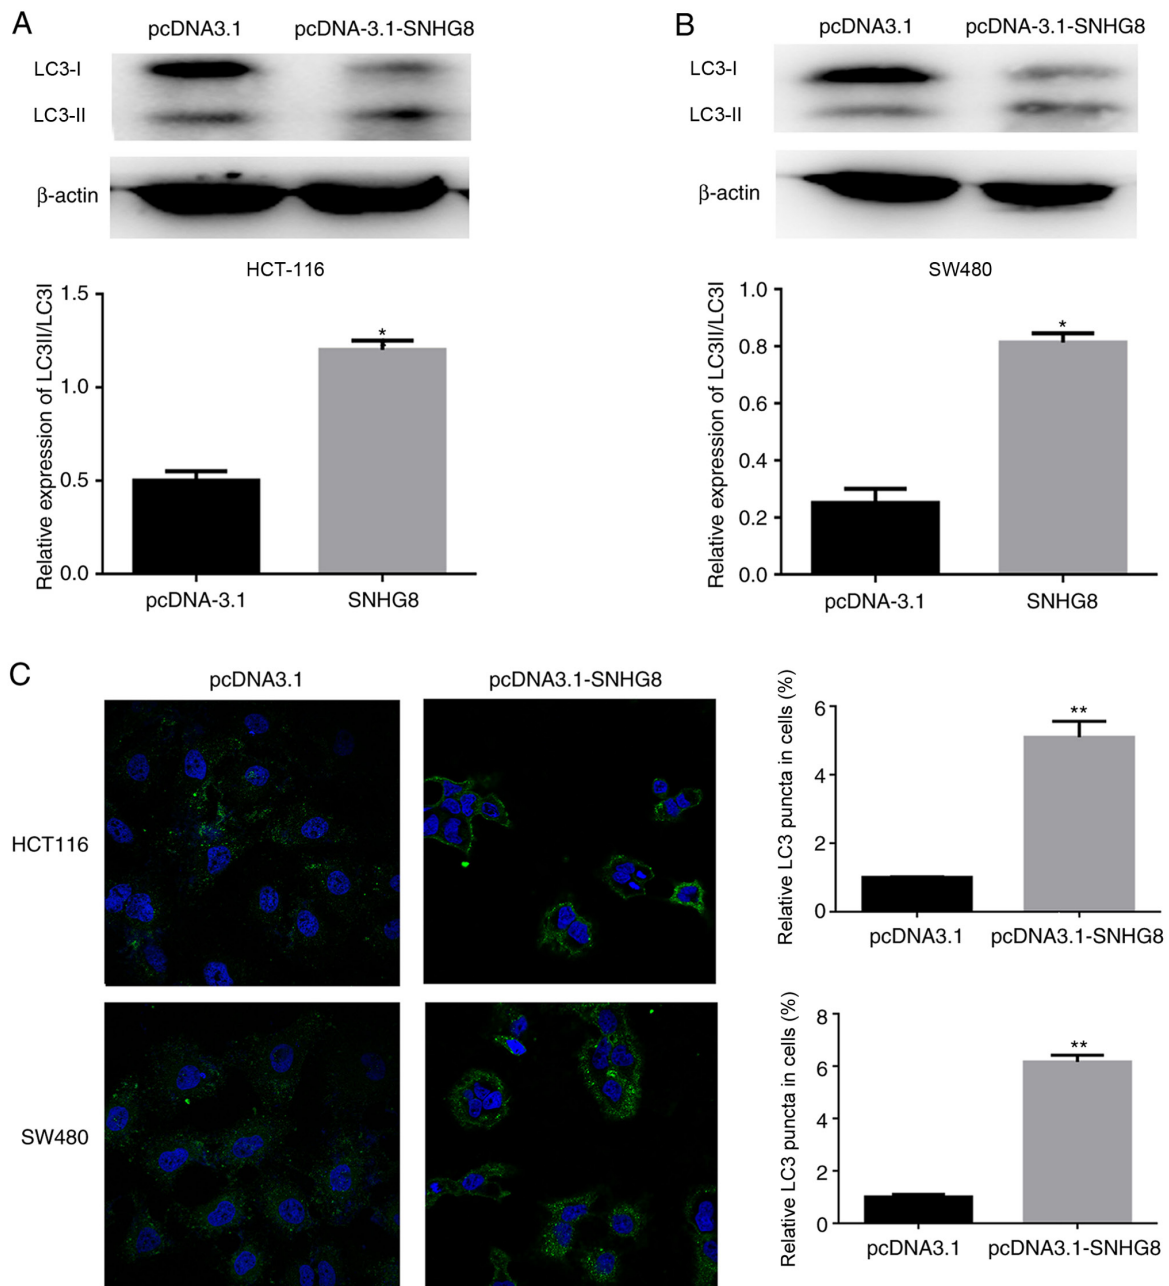 A
pcDNA3.1 pcDNA-3.1-SNHG8
LC3-I
LC3-II
β-actin
HCT-116
Relative expression of LC3II/LC3I
1.5
1.0
0.5
0.0
*
pcDNA-3.1 SNHG8
B
pcDNA3.1 pcDNA-3.1-SNHG8
LC3-I
LC3-II
β-actin
SW480
Relative expression of LC3II/LC3I
1.0
0.8
0.6
0.4
0.2
0.0
*
pcDNA-3.1 SNHG8
C
pcDNA3.1 pcDNA3.1-SNHG8
HCT116
SW480
Relative LC3 puncta in cells (%)
6
4
2
0
**
pcDNA3.1 pcDNA3.1-SNHG8
Relative LC3 puncta in cells (%)
8
6
4
2
0
**
pcDNA3.1 pcDNA3.1-SNHG8